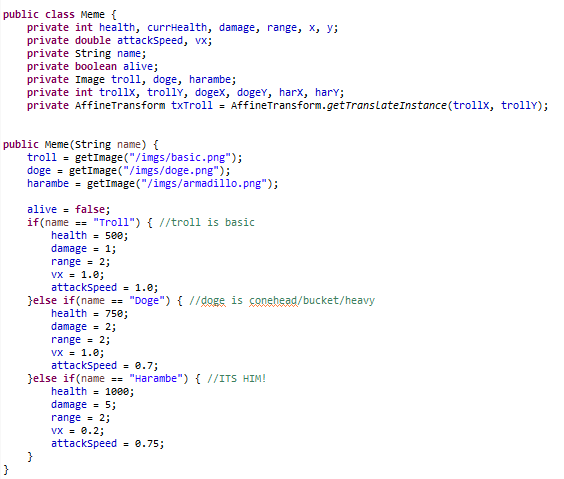 public class Meme {
    private int health, currHealth, damage, range, x, y;
    private double attackSpeed, vx;
    private String name;
    private boolean alive;
    private Image troll, doge, harambe;
    private int trollX, trollY, dogeX, dogeY, harX, harY;
    private AffineTransform txTroll = AffineTransform.getTranslateInstance(trollX, trollY);
public Meme(String name) {
    troll = getImage("/imgs/basic.png");
    doge = getImage("/imgs/doge.png");
    harambe = getImage("/imgs/armadillo.png");
    alive = false;
    if(name == "Troll") { //troll is basic
        health = 500;
        damage = 1;
        range = 2;
        vx = 1.0;
        attackSpeed = 1.0;
    }else if(name == "Doge") { //doge is conehead/bucket/heavy
        health = 750;
        damage = 2;
        range = 2;
        vx = 1.0;
        attackSpeed = 0.7;
    }else if(name == "Harambe") { //ITS HIM!
        health = 1000;
        damage = 5;
        range = 2;
        vx = 0.2;
        attackSpeed = 0.75;
    }
}